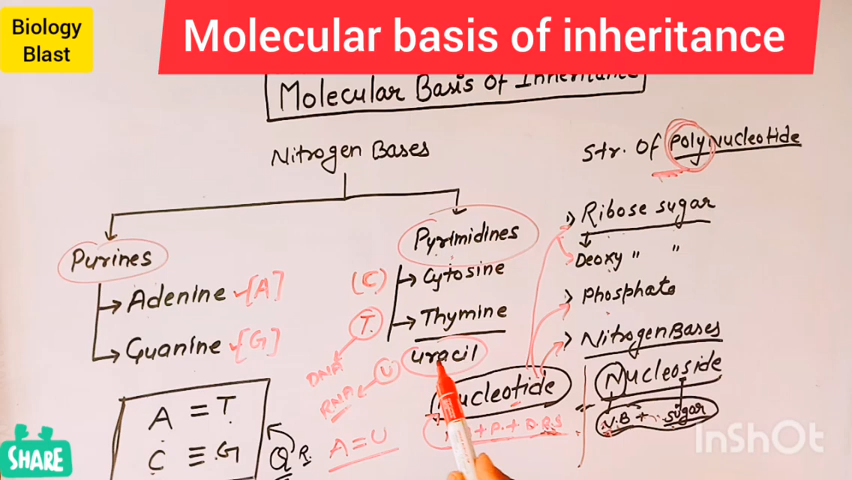 Biology
Blast
Molecular basis of inheritance
Molecular Basis Of Inheritance
Nitrogen Bases
Str. Of Polynucleotide
Purines
Adenine [A]
Guanine [G]
Pyrimidines
(C) Cytosine
T. Thymine
Uracil
DNA
RNA U
Ribose sugar
Deoxy " "
Phosphate
Nitrogen Bases
Nucleotide
+ P. + D.R.S
Nucleoside
N.B + sugar
A = T
C ≡ G
A = U
SHARE
InShOt